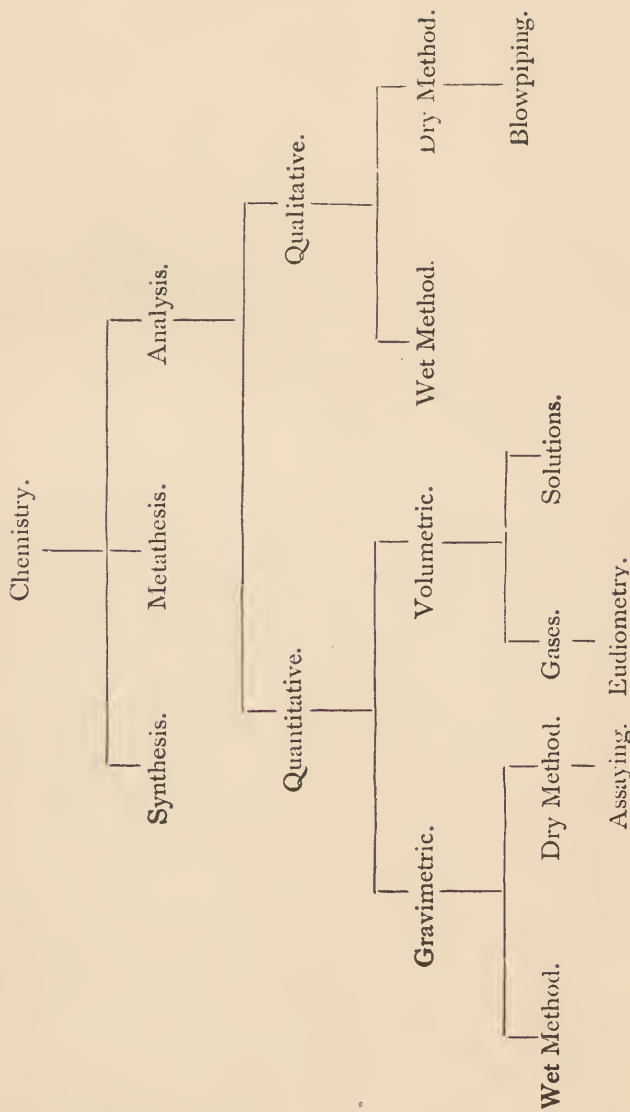 Chemistry.
Synthesis. Metathesis. Analysis.
Quantitative. Qualitative.
Gravimetric. Volumetric. Wet Method. Dry Method.
Wet Method. Dry Method. Gases. Solutions. Blowpiping.
Assaying. Eudiometry.